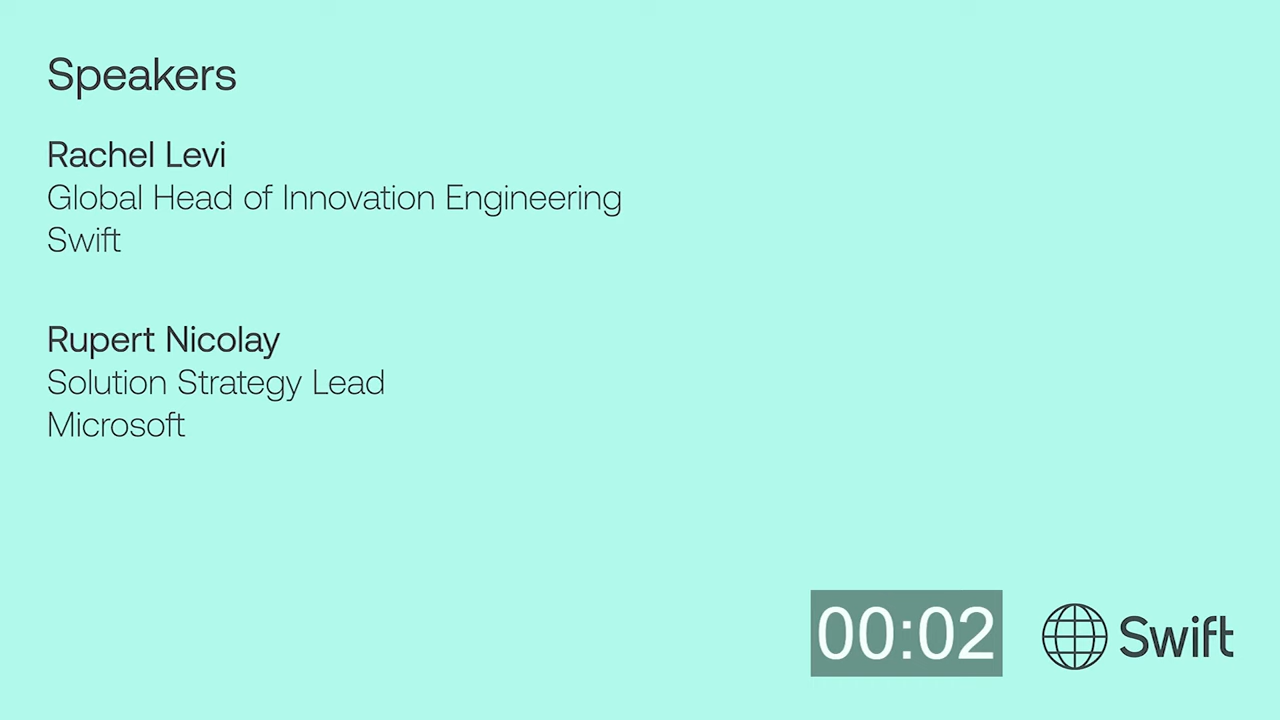 Speakers
Rachel Levi
Global Head of Innovation Engineering
Swift
Rupert Nicolay
Solution Strategy Lead
Microsoft
00:02
Swift